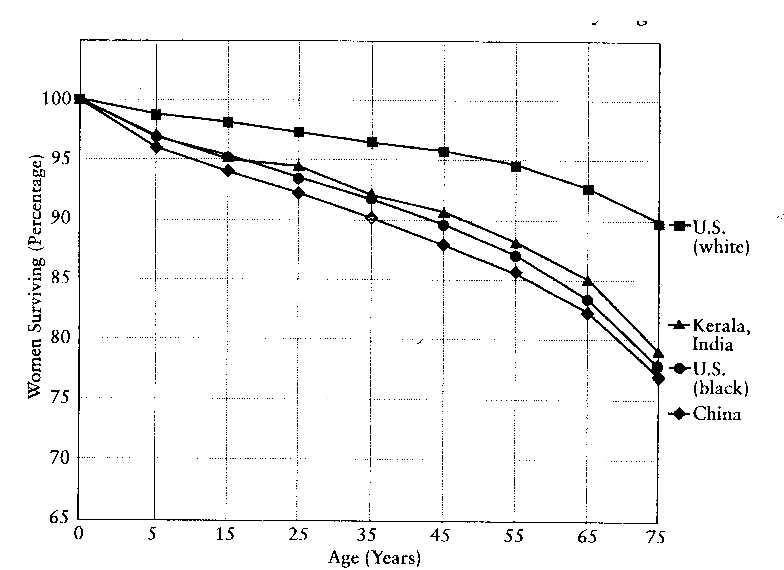 100
95
90
85
80
75
70
65
0 5 15 25 35 45 55 65 75
Women Surviving (Percentage)
Age (Years)
U.S.
(white)
Kerala,
India
U.S.
(black)
China